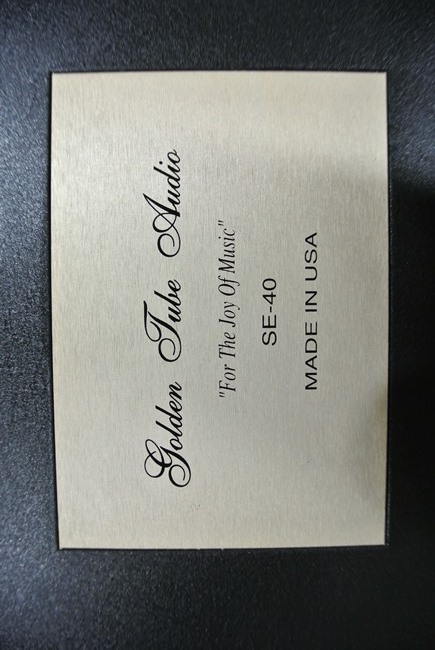 Golden Tube Audio
"For The Joy Of Music"
SE-40
MADE IN USA